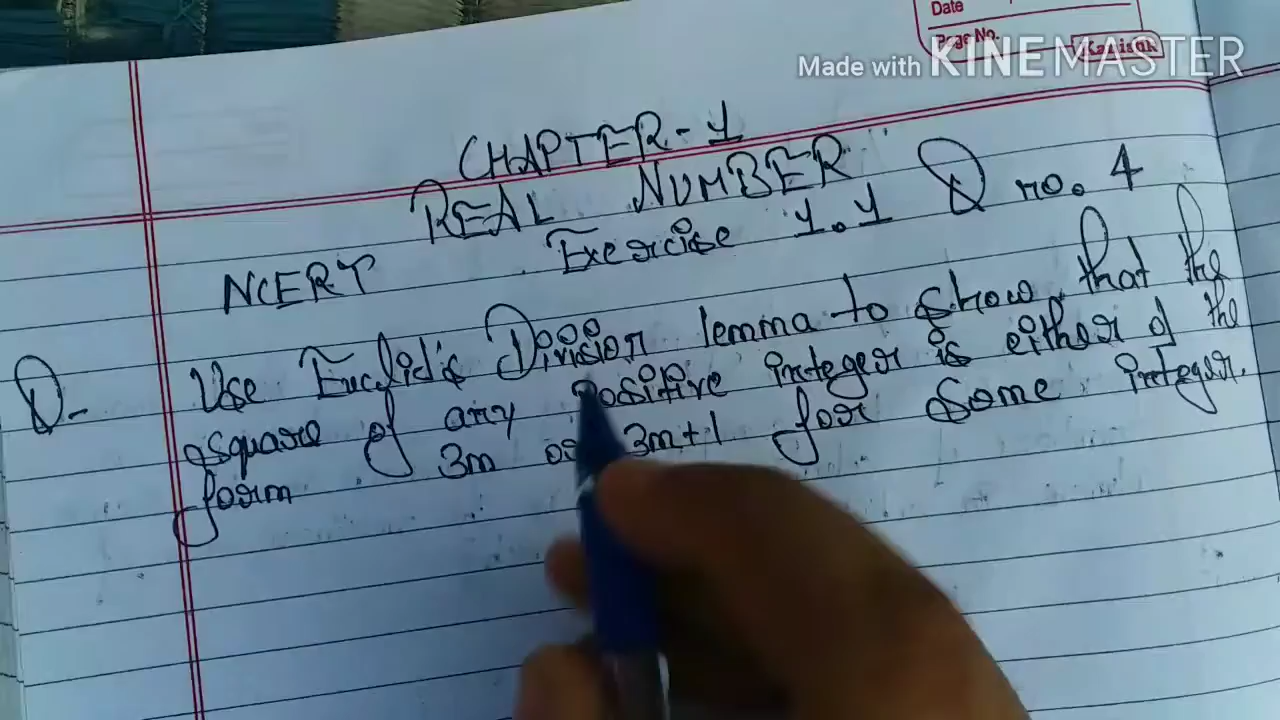 Date
Page No.
Made with KINEMASTER
CHAPTER-1
REAL NUMBER
NCERT Exercise 1.1 Q no. 4
Q- Use Euclid's Division lemma to show that the
square of any positive integer is either of the
form 3m or 3m+1 for some integer.